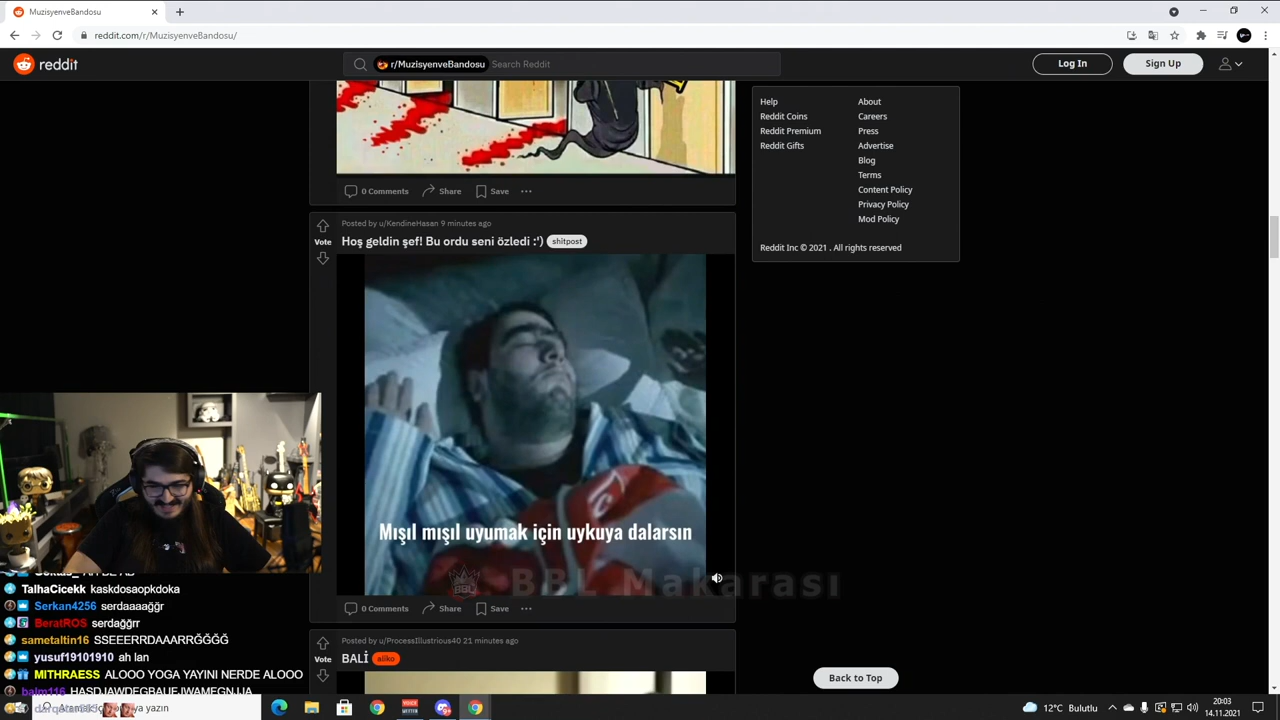 MuzisyenveBandosu
reddit.com/r/MuzisyenveBandosu/
reddit
r/MuzisyenveBandosu
Search Reddit
Log In
Sign Up
Help
About
Reddit Coins
Careers
Reddit Premium
Press
Reddit Gifts
Advertise
Blog
Terms
Content Policy
Privacy Policy
Mod Policy
Reddit Inc © 2021 . All rights reserved
0 Comments
Share
Save
Posted by u/KendineHasan 9 minutes ago
Vote
Hoş geldin şef! Bu ordu seni özledi :') shitpost
Mışıl mışıl uyumak için uykuya dalarsın
BBL Makarası
0 Comments
Share
Save
Posted by u/ProcessIllustrious40 21 minutes ago
Vote
BALİ aliko
Back to Top
TalhaCicekk kaskdosaopkdoka
Serkan4256 serdaaaağğr
BeratROS serdağğrr
sametaltin16 SSEEERRDAAARRĞĞĞĞ
yusuf19101910 ah lan
MITHRAESS ALOOO YOGA YAYINI NERDE ALOOO
12°C Bulutlu
20:03
14.11.2021